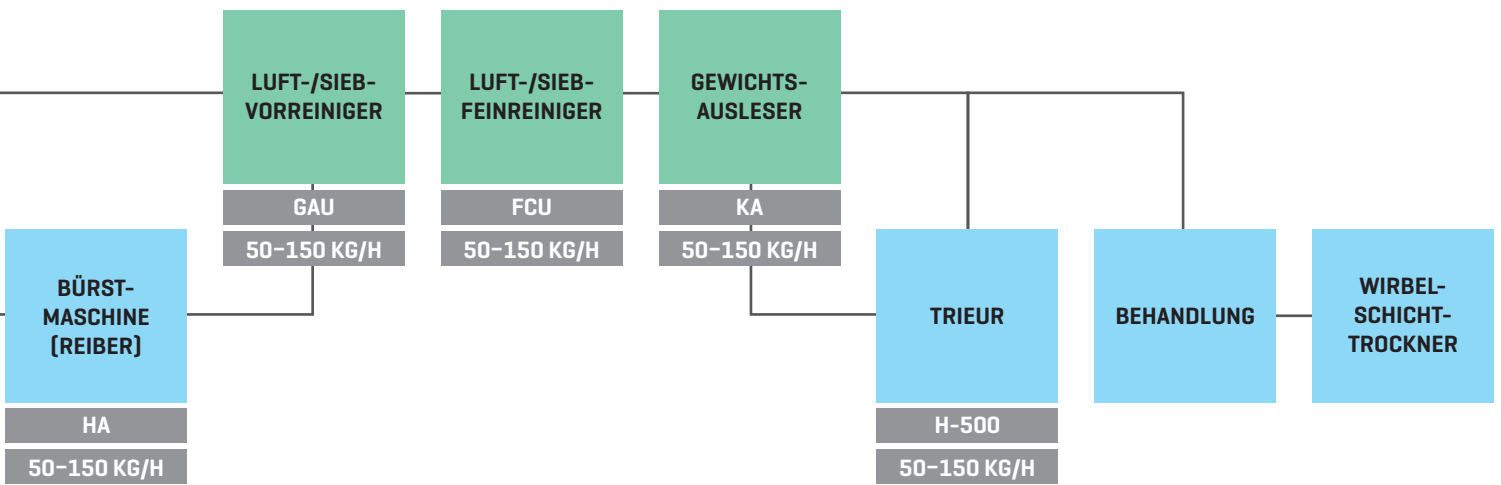 LUFT-/SIEB-
VORREINIGER
GAU
50–150 KG/H
LUFT-/SIEB-
FEINREINIGER
FCU
50–150 KG/H
GEWICHTS-
AUSLESER
KA
50–150 KG/H
BÜRST-
MASCHINE
(REIBER)
HA
50–150 KG/H
TRIEUR
H-500
50–150 KG/H
BEHANDLUNG
WIRBEL-
SCHICHT-
TROCKNER